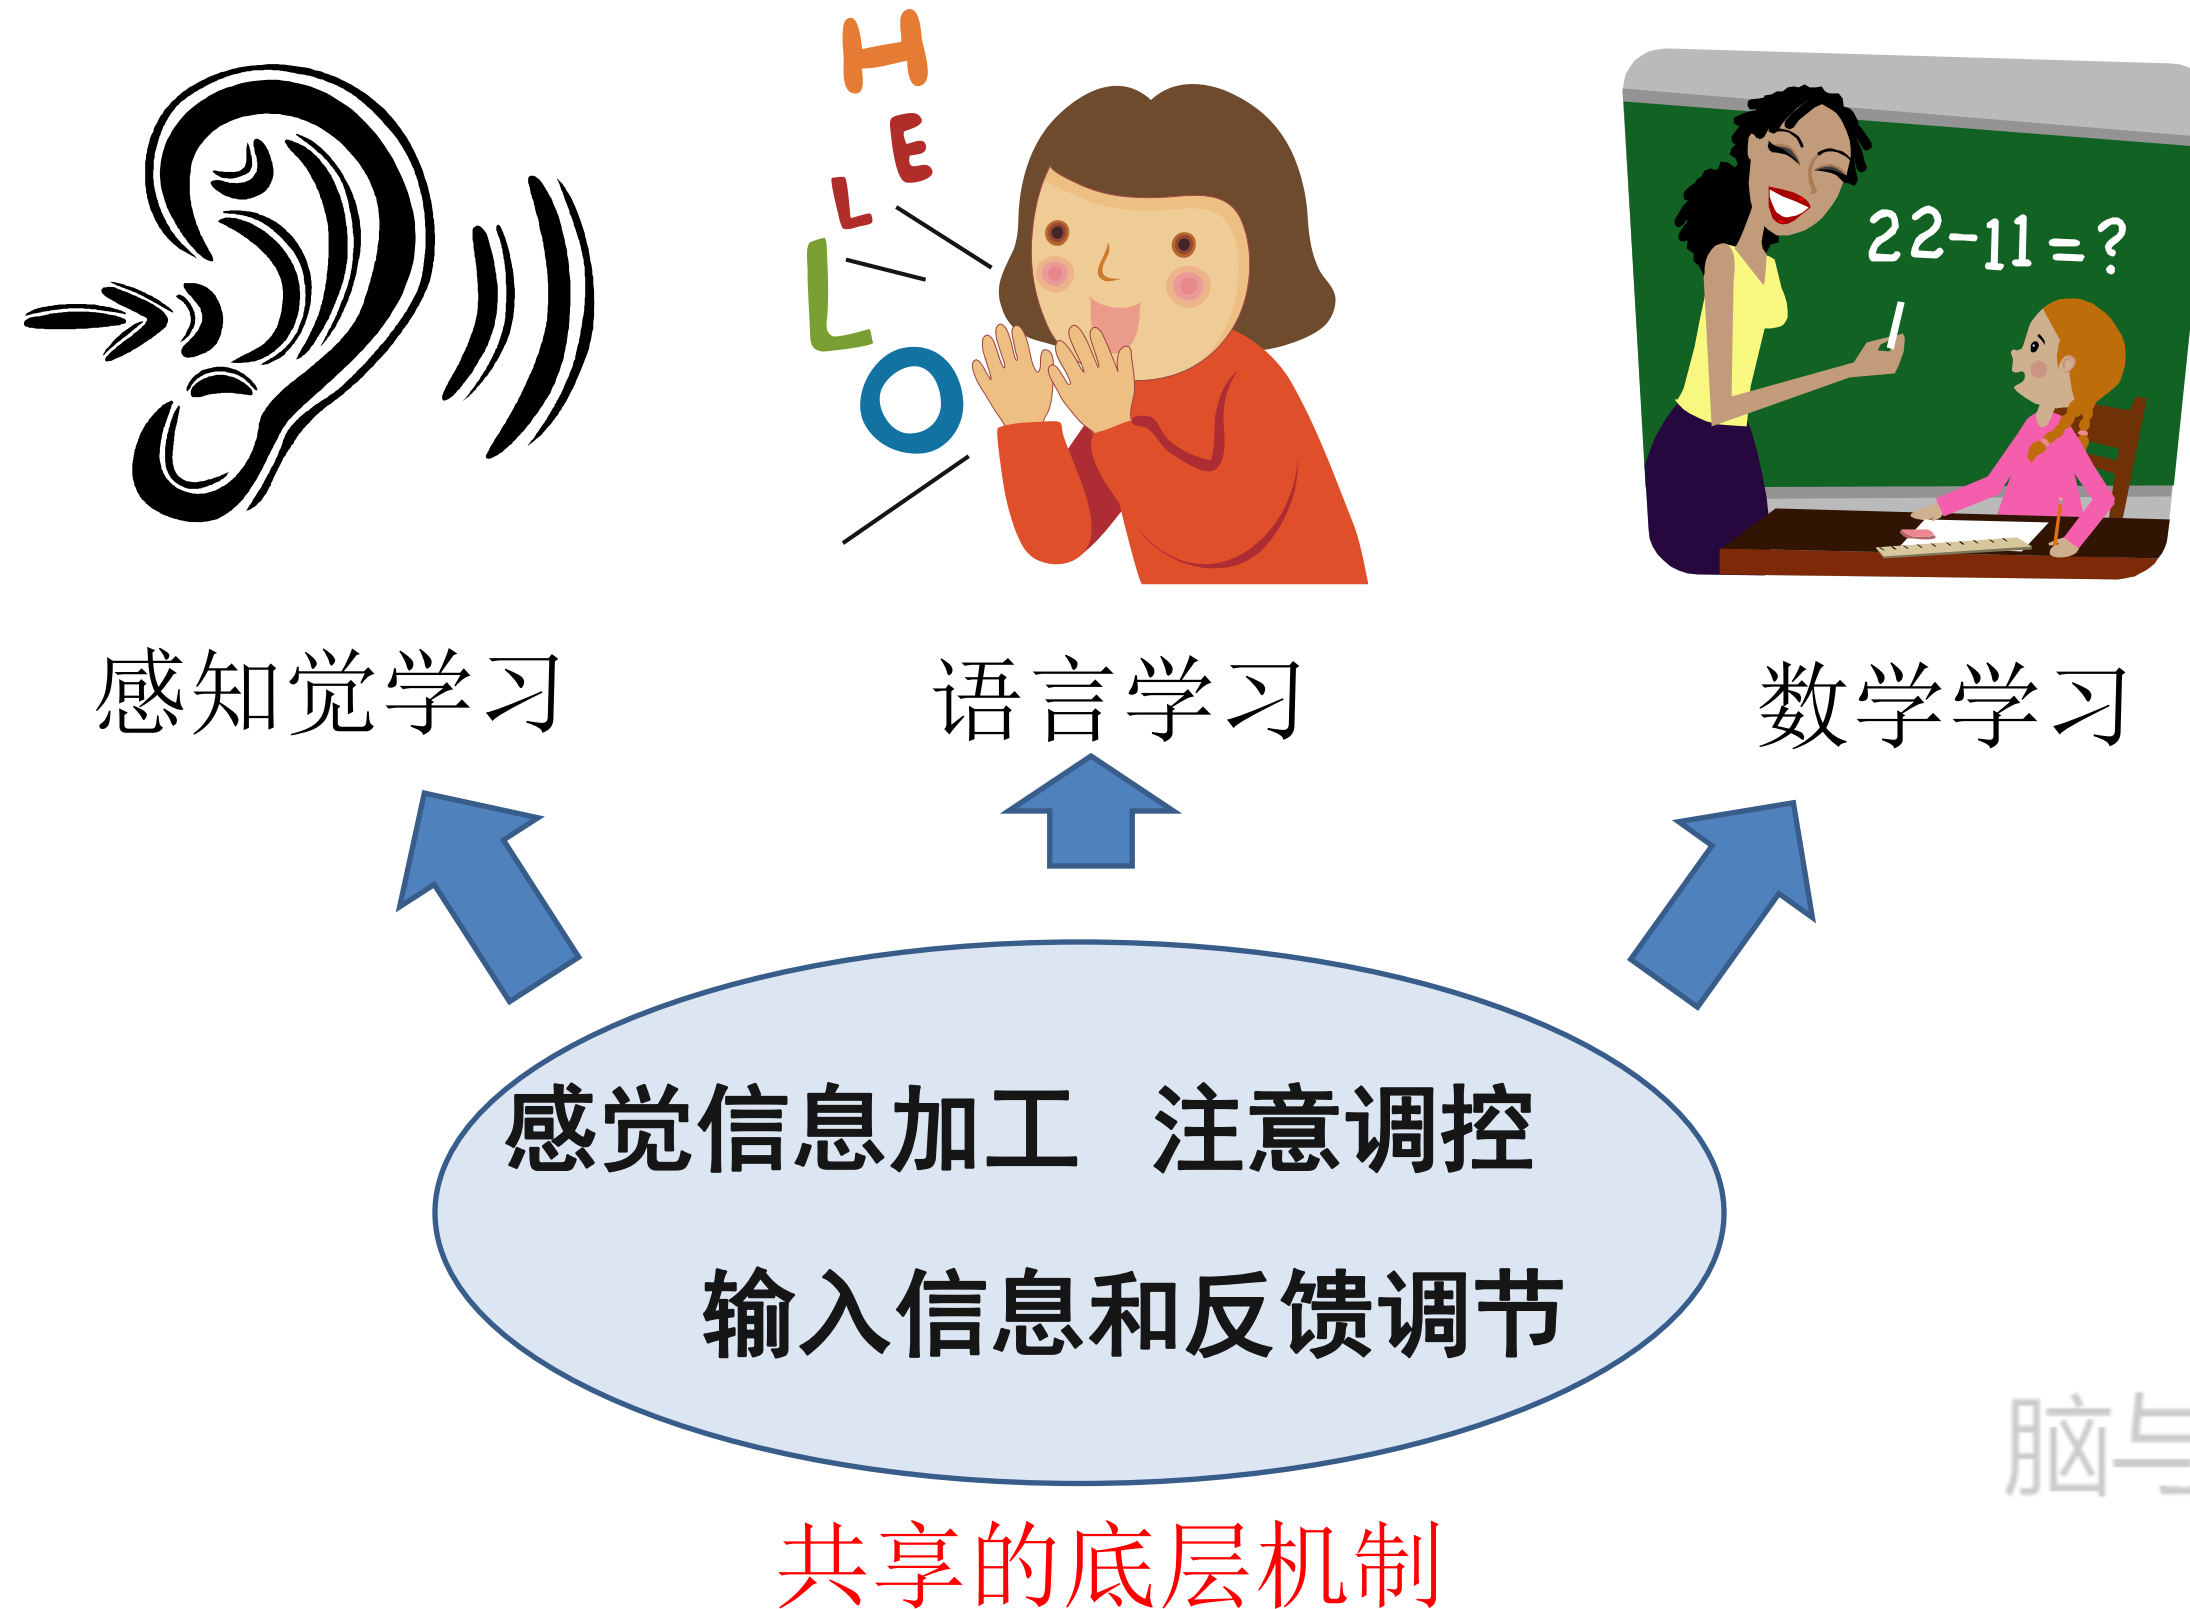 HELLO
22-11=?
感知觉学习
语言学习
数学学习
感觉信息加工 注意调控
输入信息和反馈调节
脑与
共享的底层机制